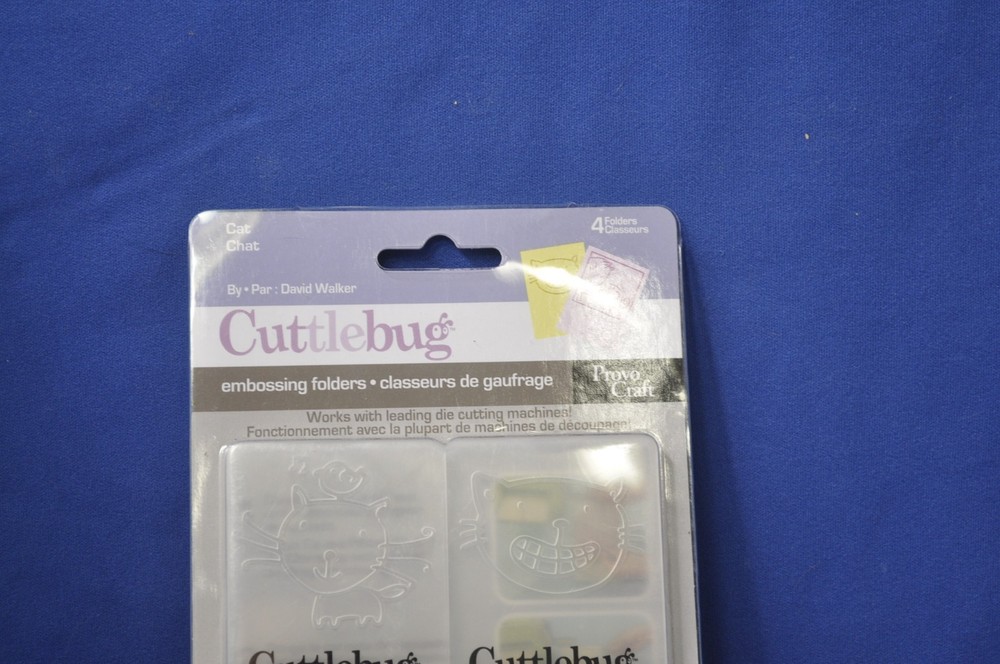 Cat
Chat
4 Folders
Classeurs
By • Par : David Walker
Cuttlebug
embossing folders • classeurs de gaufrage
Provo
Craft
Works with leading die cutting machines!
Fonctionnement avec la plupart de machines de découpage!
Cuttlebug
Cuttlebug